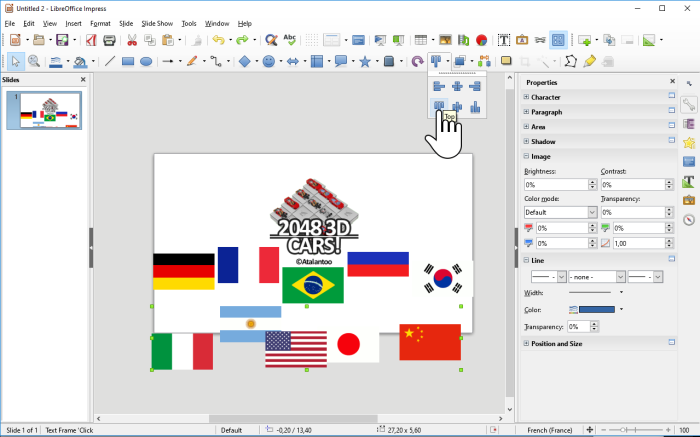 Untitled 2 - LibreOffice Impress
File Edit View Insert Format Slide Slide Show Tools Window Help
Slides
1
Top
2048 3D
CARS!
©Atalantoo
Properties
Character
Paragraph
Area
Shadow
Image
Brightness: Contrast:
0% 0%
Color mode: Transparency:
Default 0%
0% 0%
0% 1,00
Line
- none -
Width:
Color:
Transparency: 0%
Position and Size
Slide 1 of 1 Text Frame 'Click Default -0,20 / 13,40 27,20 x 5,60 French (France) 100